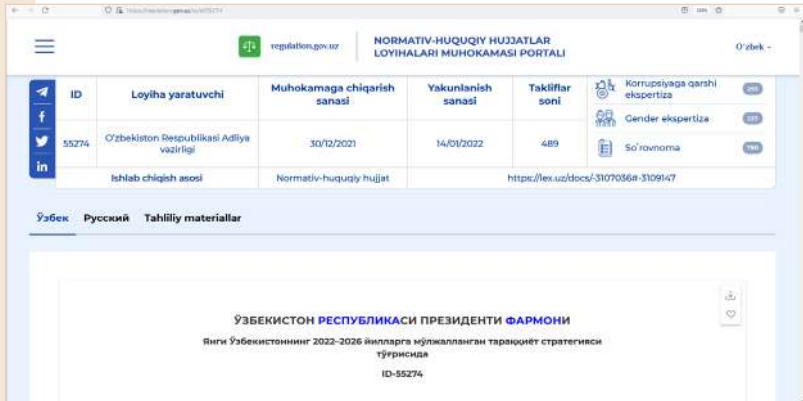 regulation.gov.uz
NORMATIV-HUQUQIY HUJJATLAR
LOYIHALARI MUHOKAMASI PORTALI
O'zbek
ID
Loyiha yaratuvchi
Muhokamaga chiqarish
sanasi
Yakunlanish
sanasi
Takliflar
soni
Korrupsiyaga qarshi
ekspertiza
Gender ekspertiza
So'rovnoma
55274
O'zbekiston Respublikasi Adliya
vazirligi
30/12/2021
14/01/2022
489
Ishlab chiqish asosi
Normativ-huquqiy hujjat
https://lex.uz/docs/-3107036#-3109147
Ўзбек
Русский
Tahliliy materiallar
ЎЗБЕКИСТОН РЕСПУБЛИКАСИ ПРЕЗИДЕНТИ ФАРМОНИ
Янги Ўзбекистоннинг 2022–2026 йилларга мўлжалланган тараққиёт стратегияси
тўғрисида
ID-55274